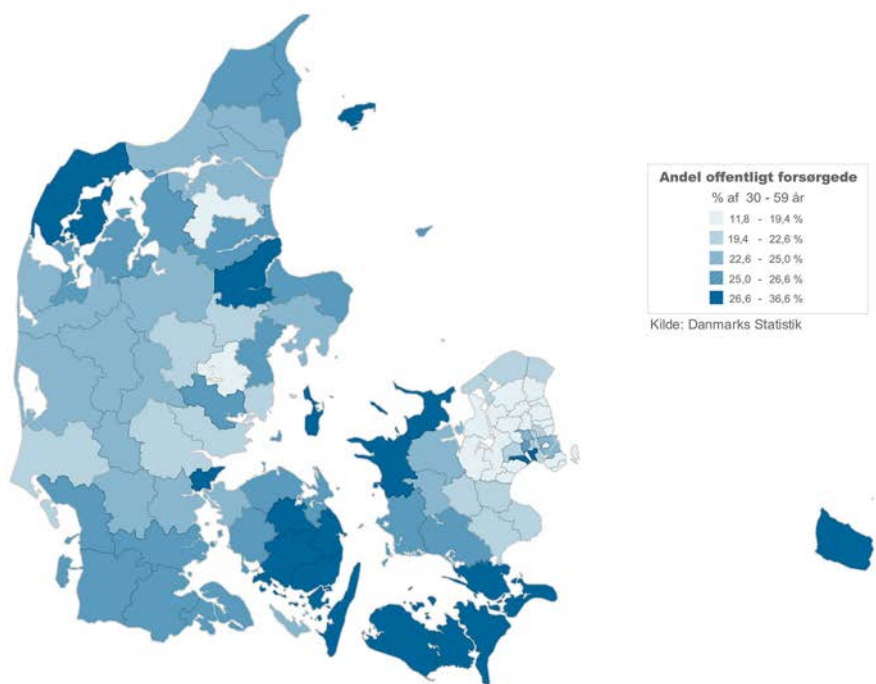 Andel offentligt forsørgede
% af 30 - 59 år
11,8 - 19,4 %
19,4 - 22,6 %
22,6 - 25,0 %
25,0 - 26,6 %
26,6 - 36,6 %
Kilde: Danmarks Statistik